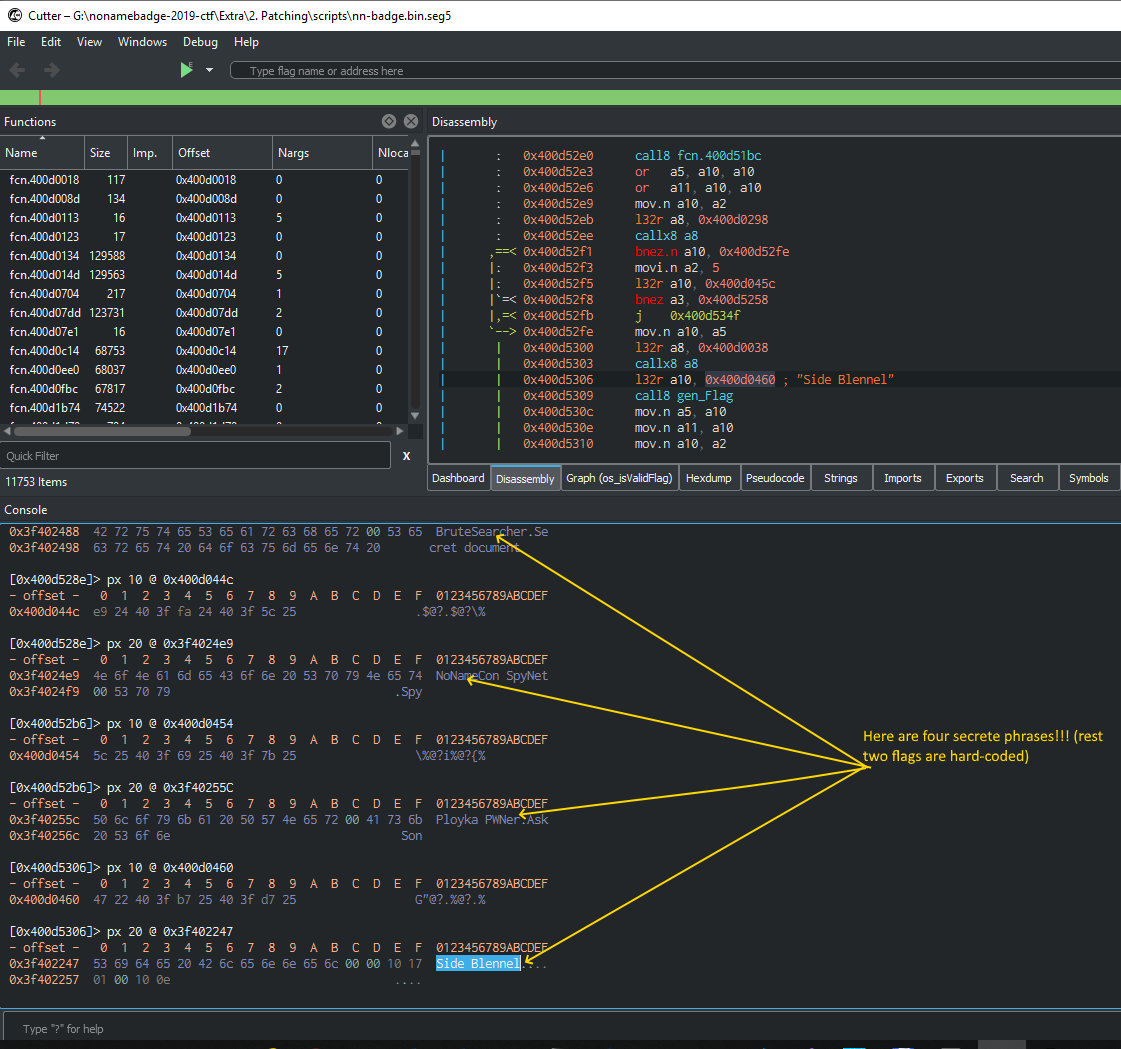 Cutter – G:\nonamebadge-2019-ctf\Extra\2. Patching\scripts\nn-badge.bin.seg5
File Edit View Windows Debug Help
Type flag name or address here
Functions
Name Size Imp. Offset Nargs Nloca
fcn.400d0018 117 0x400d0018 0 0
fcn.400d008d 134 0x400d008d 0 0
fcn.400d0113 16 0x400d0113 5 0
fcn.400d0123 17 0x400d0123 0 0
fcn.400d0134 129588 0x400d0134 0 0
fcn.400d014d 129563 0x400d014d 5 0
fcn.400d0704 217 0x400d0704 1 0
fcn.400d07dd 123731 0x400d07dd 2 0
fcn.400d07e1 16 0x400d07e1 0 0
fcn.400d0c14 68753 0x400d0c14 17 0
fcn.400d0ee0 68037 0x400d0ee0 1 0
fcn.400d0fbc 67817 0x400d0fbc 2 0
fcn.400d1b74 74522 0x400d1b74 0 0
Quick Filter X
11753 Items
Disassembly
| : 0x400d52e0 call8 fcn.400d51bc
| : 0x400d52e3 or a5, a10, a10
| : 0x400d52e6 or a11, a10, a10
| : 0x400d52e9 mov.n a10, a2
| : 0x400d52eb l32r a8, 0x400d0298
| : 0x400d52ee callx8 a8
| ,==< 0x400d52f1 bnez.n a10, 0x400d52fe
| |: 0x400d52f3 movi.n a2, 5
| |: 0x400d52f5 l32r a10, 0x400d045c
| |`=< 0x400d52f8 bnez a3, 0x400d5258
| |,=< 0x400d52fb j 0x400d534f
| `--> 0x400d52fe mov.n a10, a5
| | 0x400d5300 l32r a8, 0x400d0038
| | 0x400d5303 callx8 a8
| | 0x400d5306 l32r a10, 0x400d0460 ; "Side Blennel"
| | 0x400d5309 call8 gen_Flag
| | 0x400d530c mov.n a5, a10
| | 0x400d530e mov.n a11, a10
| | 0x400d5310 mov.n a10, a2
Dashboard Disassembly Graph (os_isValidFlag) Hexdump Pseudocode Strings Imports Exports Search Symbols
Console
0x3f402488 42 72 75 74 65 53 65 61 72 63 68 65 72 00 53 65 BruteSearcher.Se
0x3f402498 63 72 65 74 20 64 6f 63 75 6d 65 6e 74 20 cret document
[0x400d528e]> px 10 @ 0x400d044c
- offset - 0 1 2 3 4 5 6 7 8 9 A B C D E F 0123456789ABCDEF
0x400d044c e9 24 40 3f fa 24 40 3f 5c 25 .$@?.$@?\%
[0x400d528e]> px 20 @ 0x3f4024e9
- offset - 0 1 2 3 4 5 6 7 8 9 A B C D E F 0123456789ABCDEF
0x3f4024e9 4e 6f 4e 61 6d 65 43 6f 6e 20 53 70 79 4e 65 74 NoNameCon SpyNet
0x3f4024f9 00 53 70 79 .Spy
[0x400d52b6]> px 10 @ 0x400d0454
- offset - 0 1 2 3 4 5 6 7 8 9 A B C D E F 0123456789ABCDEF
0x400d0454 5c 25 40 3f 69 25 40 3f 7b 25 \%@?i%@?{%
[0x400d52b6]> px 20 @ 0x3f40255C
- offset - 0 1 2 3 4 5 6 7 8 9 A B C D E F 0123456789ABCDEF
0x3f40255c 50 6c 6f 79 6b 61 20 50 57 4e 65 72 00 41 73 6b Ployka PWNer.Ask
0x3f40256c 20 53 6f 6e Son
[0x400d5306]> px 10 @ 0x400d0460
- offset - 0 1 2 3 4 5 6 7 8 9 A B C D E F 0123456789ABCDEF
0x400d0460 47 22 40 3f b7 25 40 3f d7 25 G"@?.%@?.%
[0x400d5306]> px 20 @ 0x3f402247
- offset - 0 1 2 3 4 5 6 7 8 9 A B C D E F 0123456789ABCDEF
0x3f402247 53 69 64 65 20 42 6c 65 6e 6e 65 6c 00 00 10 17 Side Blennel....
0x3f402257 01 00 10 0e ....
Here are four secrete phrases!!! (rest
two flags are hard-coded)
Type "?" for help